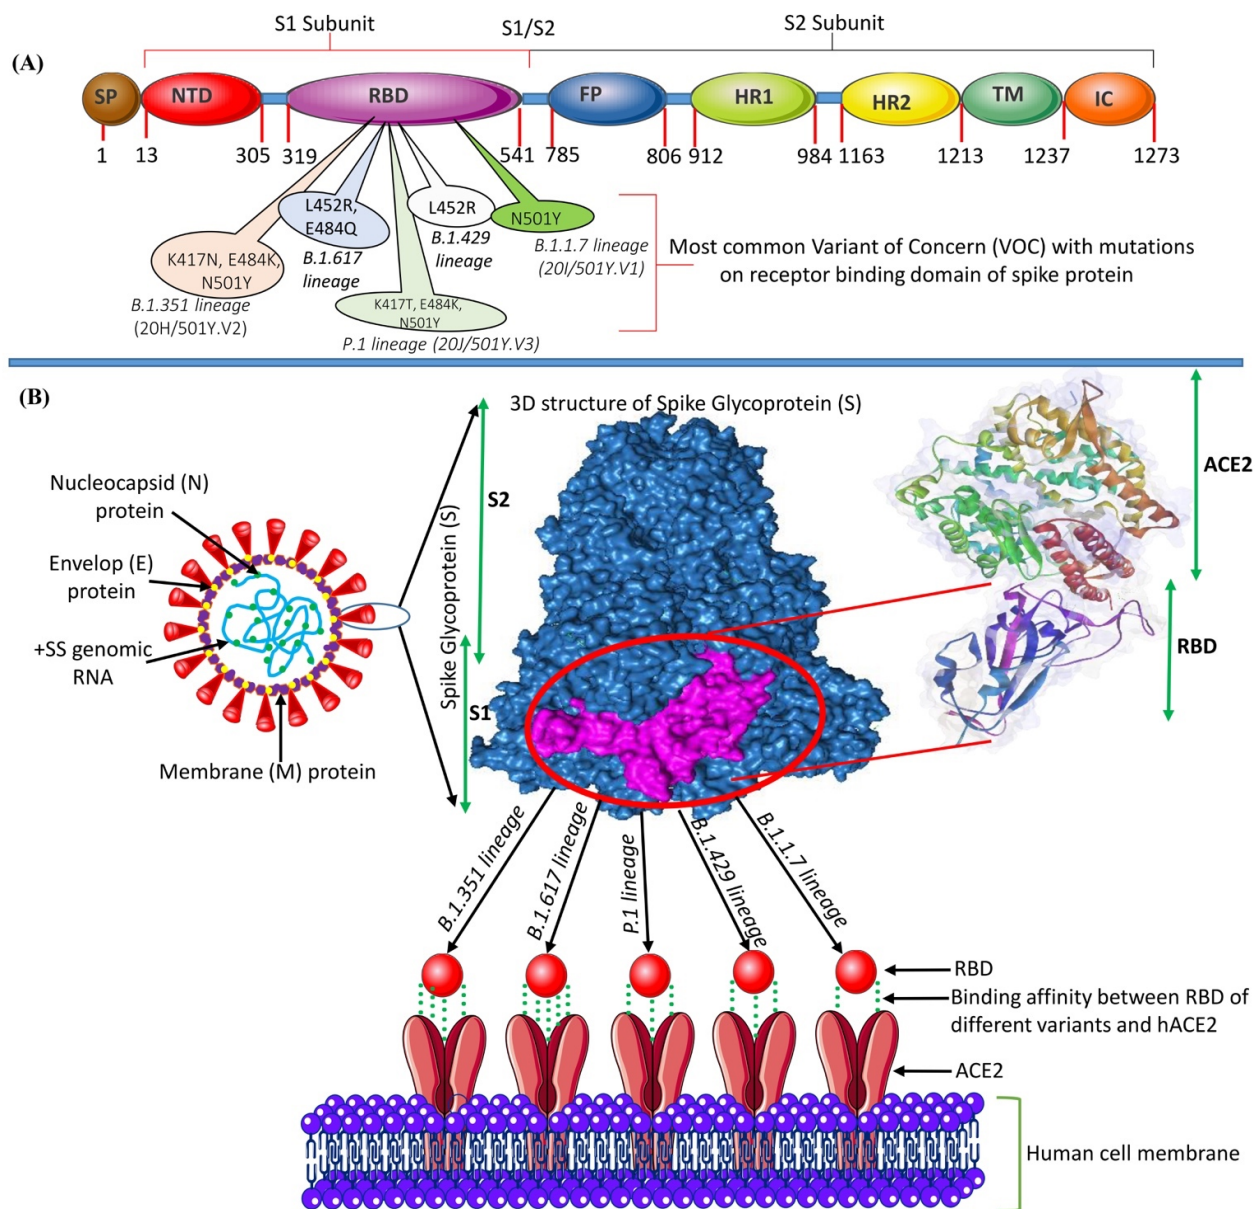 S1 Subunit
S1/S2
S2 Subunit
(A)
SP
NTD
RBD
FP
HR1
HR2
TM
IC
1
13
305
319
541
785
806
912
984
1163
1213
1237
1273
L452R,
E484Q
B.1.617
lineage
L452R
B.1.429
lineage
N501Y
B.1.1.7 lineage
(20I/501Y.V1)
K417N, E484K,
N501Y
B.1.351 lineage
(20H/501Y.V2)
K417T, E484K,
N501Y
P.1 lineage (20J/501Y.V3)
Most common Variant of Concern (VOC) with mutations
on receptor binding domain of spike protein
(B)
3D structure of Spike Glycoprotein (S)
Nucleocapsid (N)
protein
Envelop (E)
protein
+SS genomic
RNA
Membrane (M) protein
Spike Glycoprotein (S)
S2
S1
ACE2
RBD
B.1.351 lineage
B.1.617 lineage
P.1 lineage
B.1.429 lineage
B.1.1.7 lineage
RBD
Binding affinity between RBD of
different variants and hACE2
ACE2
Human cell membrane